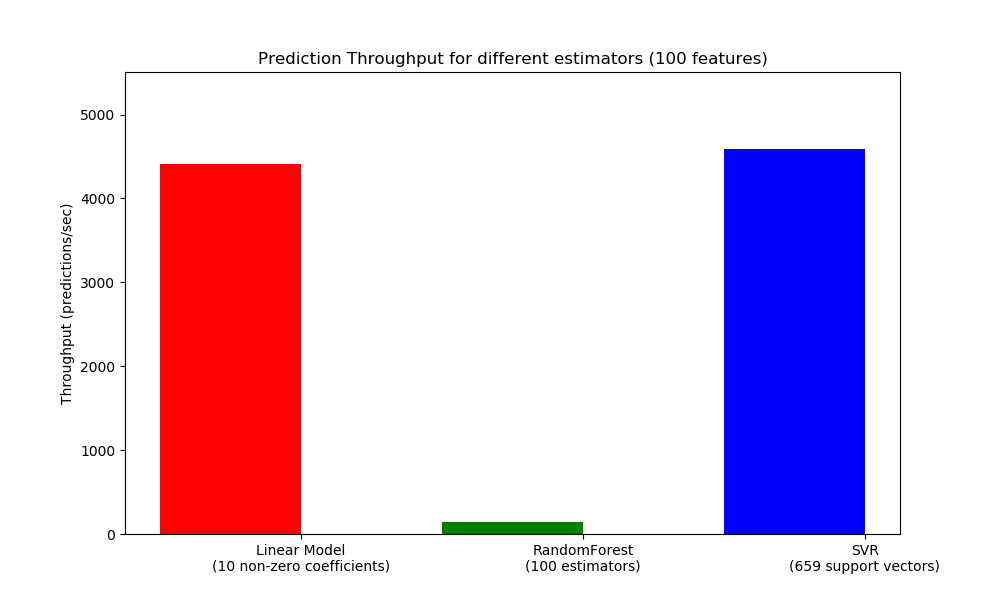 Prediction Throughput for different estimators (100 features)
Throughput (predictions/sec)
5000
4000
3000
2000
1000
0
Linear Model
(10 non-zero coefficients)
RandomForest
(100 estimators)
SVR
(659 support vectors)